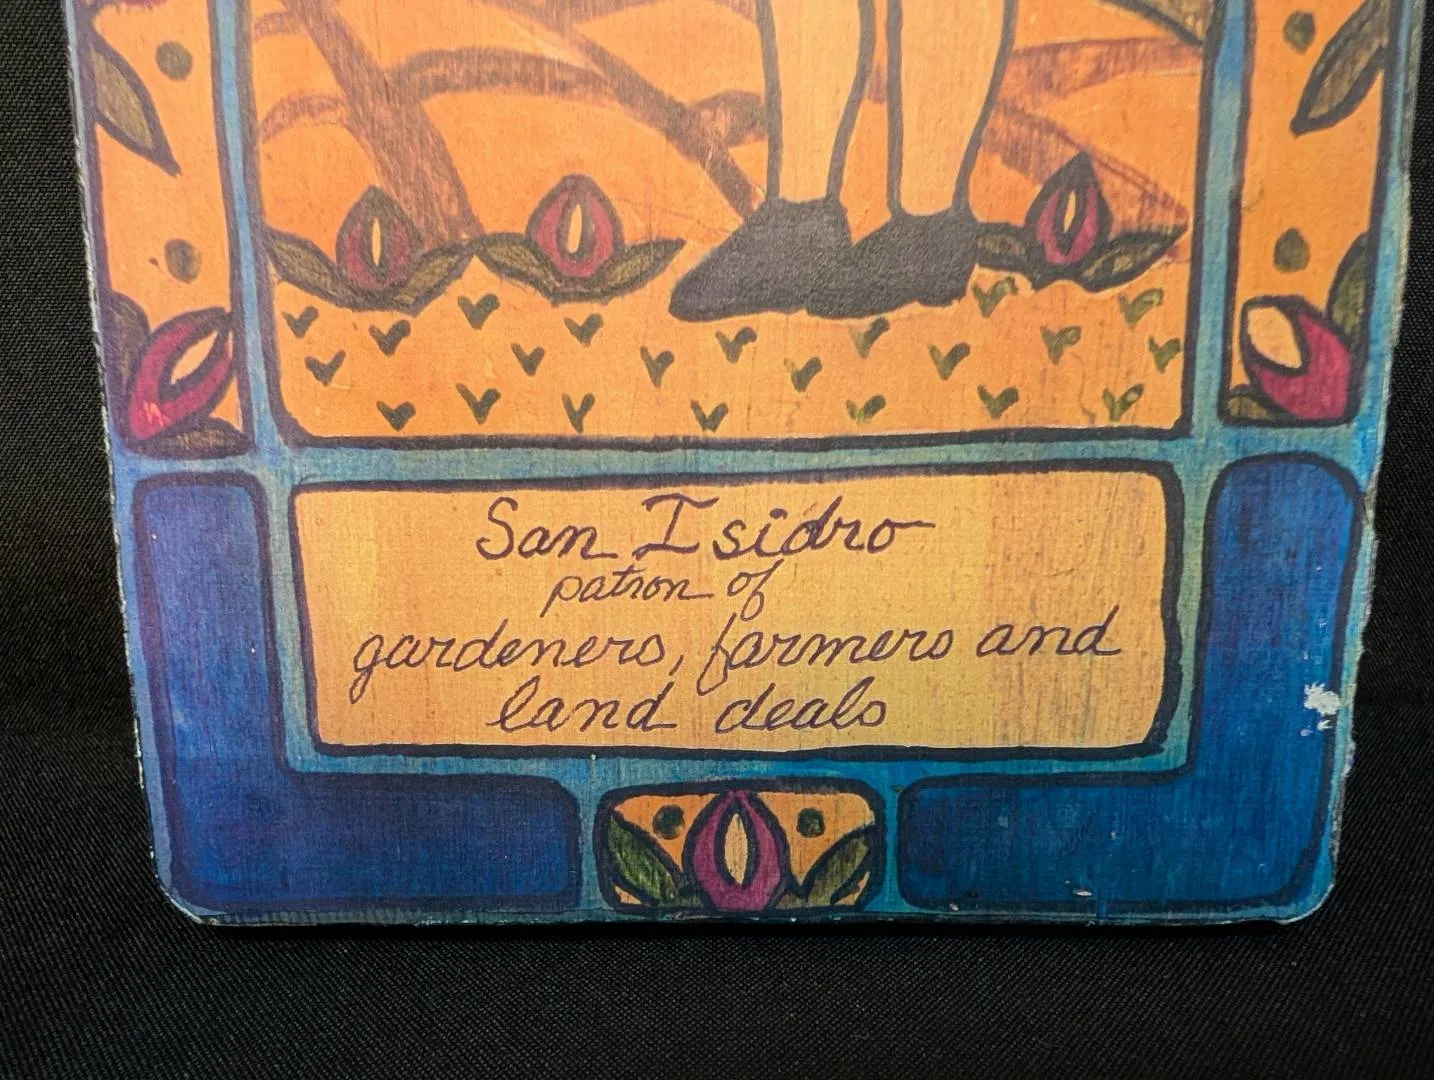 San Isidro
patron of
gardeners, farmers and
land deals